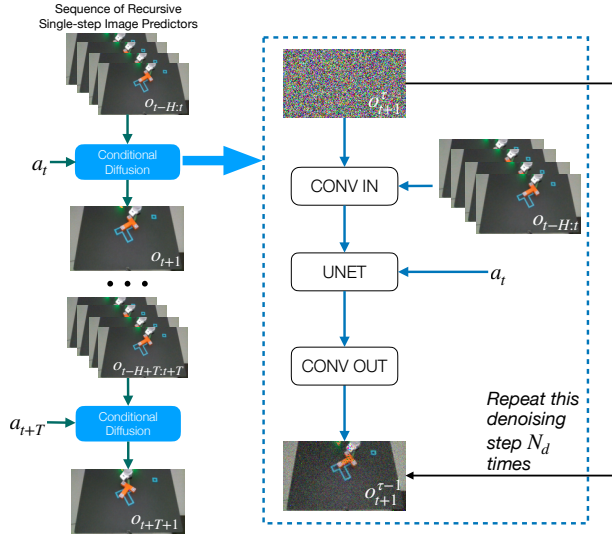 Sequence of Recursive
Single-step Image Predictors
o_{t-H:t}
a_t
Conditional
Diffusion
o_{t+1}
• • •
o_{t-H+T:t+T}
a_{t+T}
Conditional
Diffusion
o_{t+T+1}
o^{τ}_{t+1}
CONV IN
o_{t-H:t}
UNET
a_t
CONV OUT
Repeat this
denoising
step N_d
times
o^{τ-1}_{t+1}